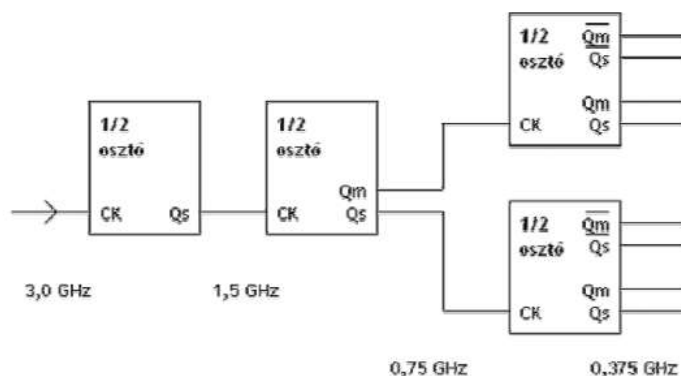 1/2
osztó
CK Qs
1/2
osztó
Qm
CK Qs
1/2 Qm
osztó Qs
Qm
CK Qs
1/2 Qm
osztó Qs
Qm
CK Qs
3,0 GHz
1,5 GHz
0,75 GHz
0,375 GHz